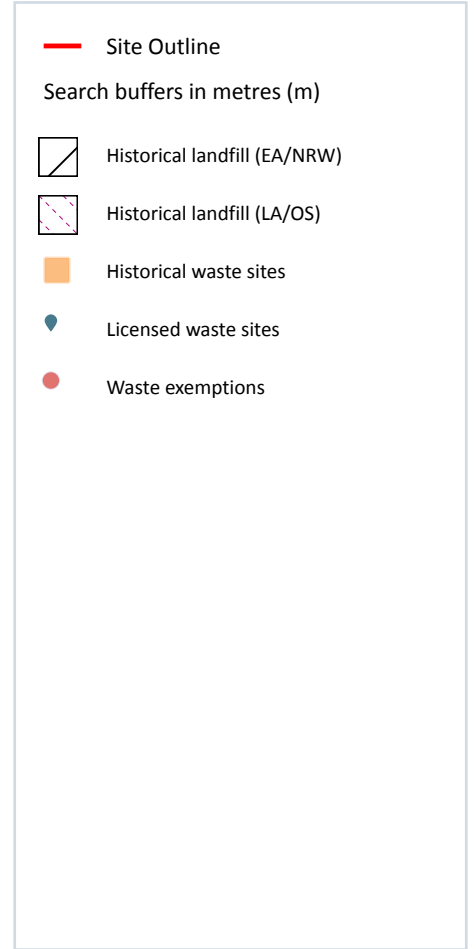 Site Outline
Search buffers in metres (m)
Historical landfill (EA/NRW)
Historical landfill (LA/OS)
Historical waste sites
Licensed waste sites
Waste exemptions